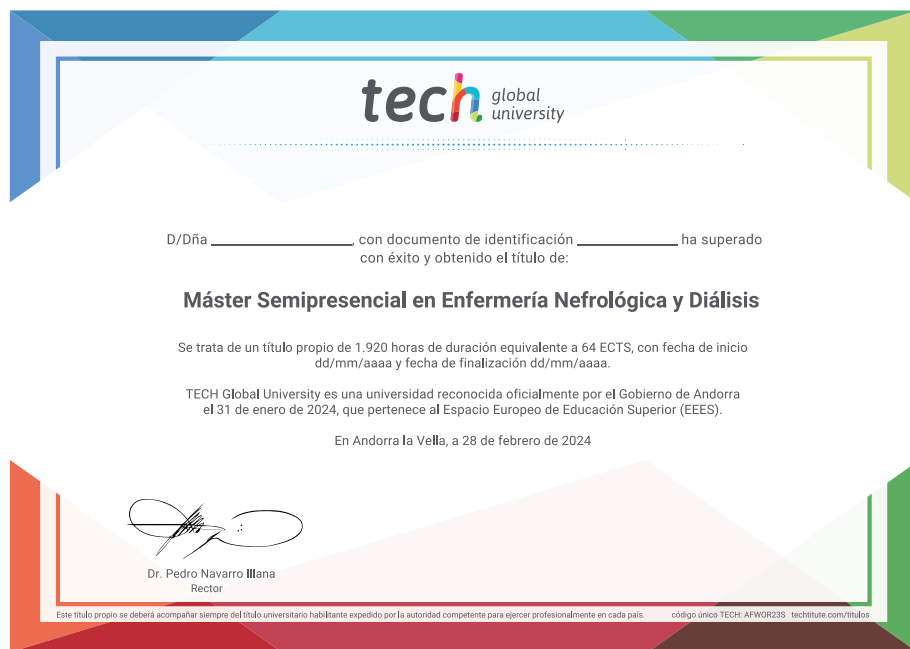 tech global university
D/Dña ____________________, con documento de identificación ______________ ha superado
con éxito y obtenido el título de:
Máster Semipresencial en Enfermería Nefrológica y Diálisis
Se trata de un título propio de 1.920 horas de duración equivalente a 64 ECTS, con fecha de inicio
dd/mm/aaaa y fecha de finalización dd/mm/aaaa.
TECH Global University es una universidad reconocida oficialmente por el Gobierno de Andorra
el 31 de enero de 2024, que pertenece al Espacio Europeo de Educación Superior (EEES).
En Andorra la Vella, a 28 de febrero de 2024
Dr. Pedro Navarro Illana
Rector
Este título propio se deberá acompañar siempre del título universitario habilitante expedido por la autoridad competente para ejercer profesionalmente en cada país. código único TECH: AFWOR23S techtitute.com/titulos